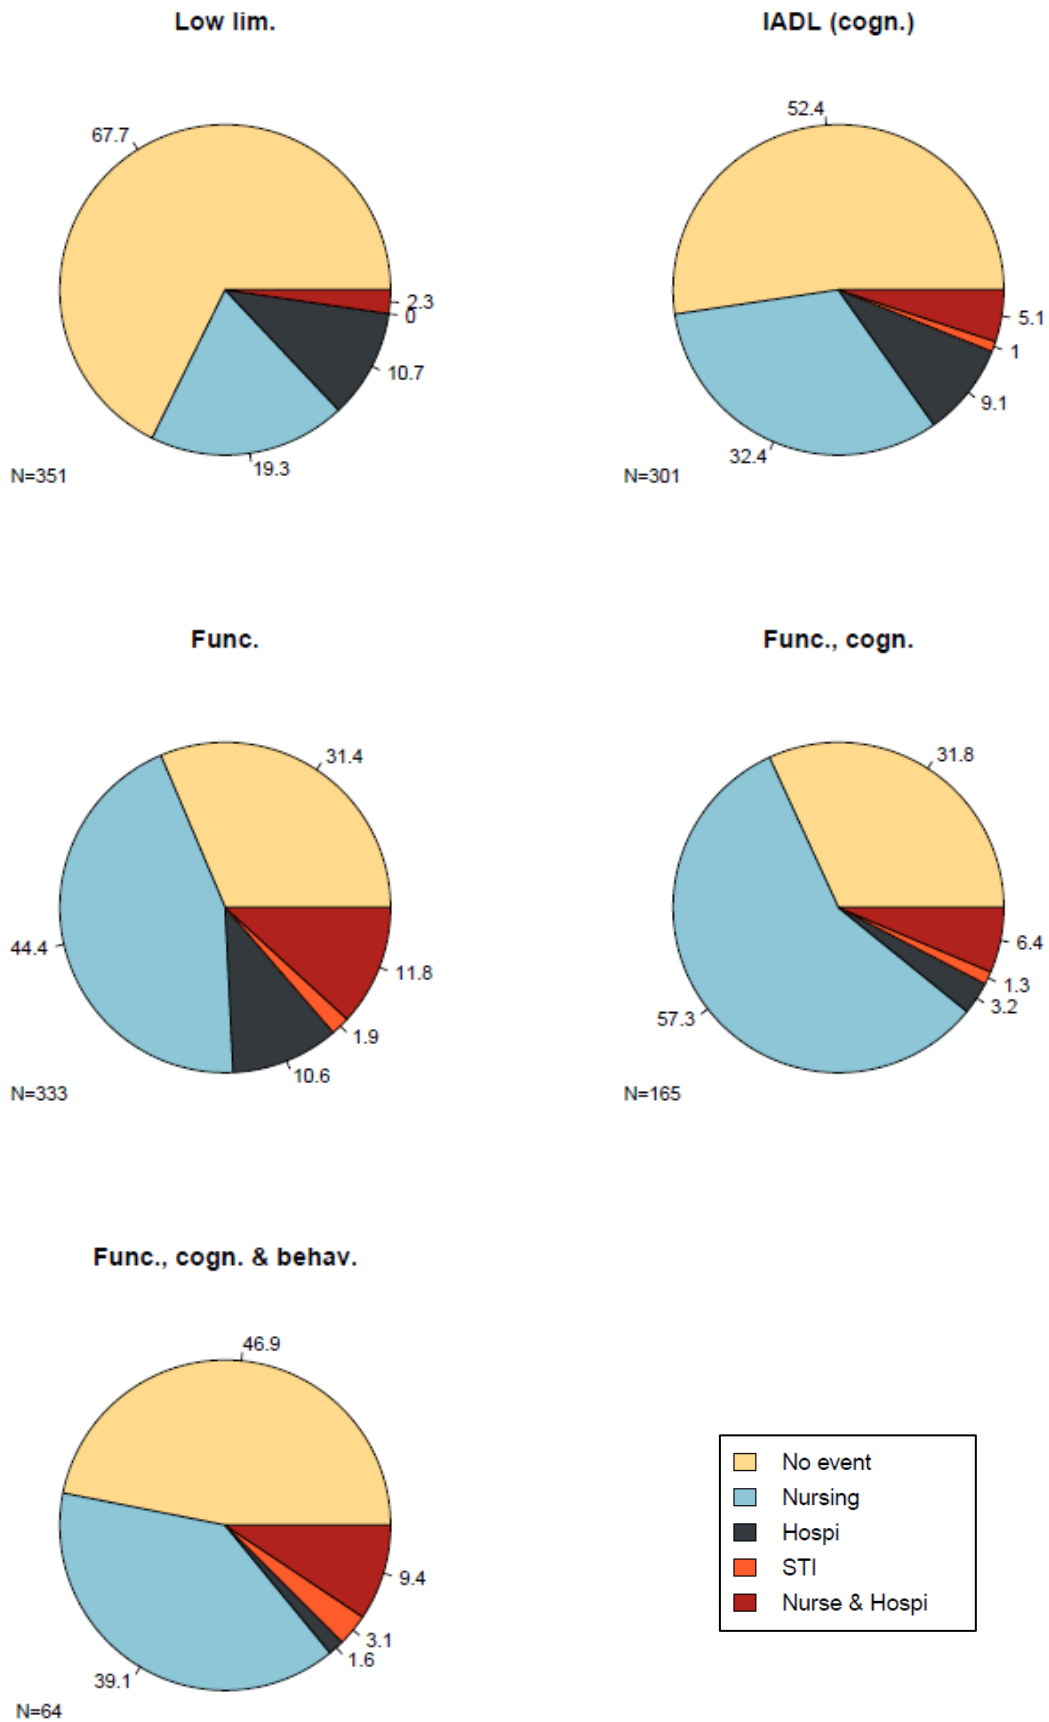 Low lim.
67.7
2.3
0
10.7
19.3
N=351
IADL (cogn.)
52.4
5.1
1
9.1
32.4
N=301
Func.
31.4
44.4
11.8
1.9
10.6
N=333
Func., cogn.
31.8
6.4
1.3
3.2
57.3
N=165
Func., cogn. & behav.
46.9
9.4
3.1
1.6
39.1
N=64
No event
Nursing
Hospi
STI
Nurse & Hospi